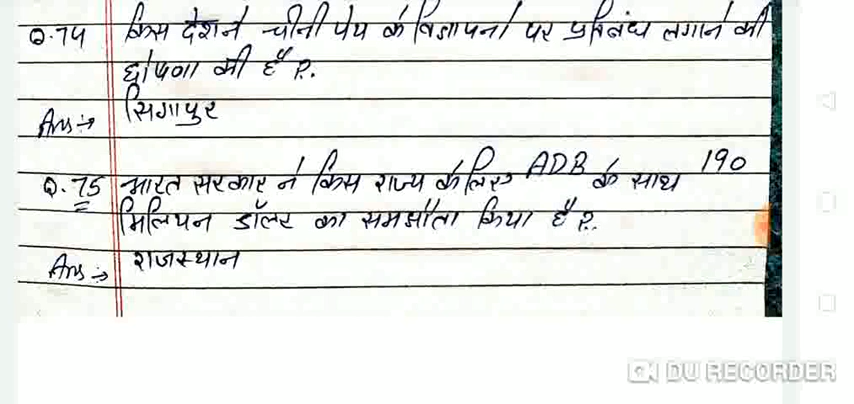 Q.74 किस देश ने चीनी पेय के विज्ञापनों पर प्रतिबंध लगाने की
घोषणा की है ?.
Ans → सिगापुर
Q.75 भारत सरकार ने किस राज्य के लिए ADB के साथ 190
मिलियन डॉलर का समझौता किया है ?.
Ans → राजस्थान
DU RECORDER